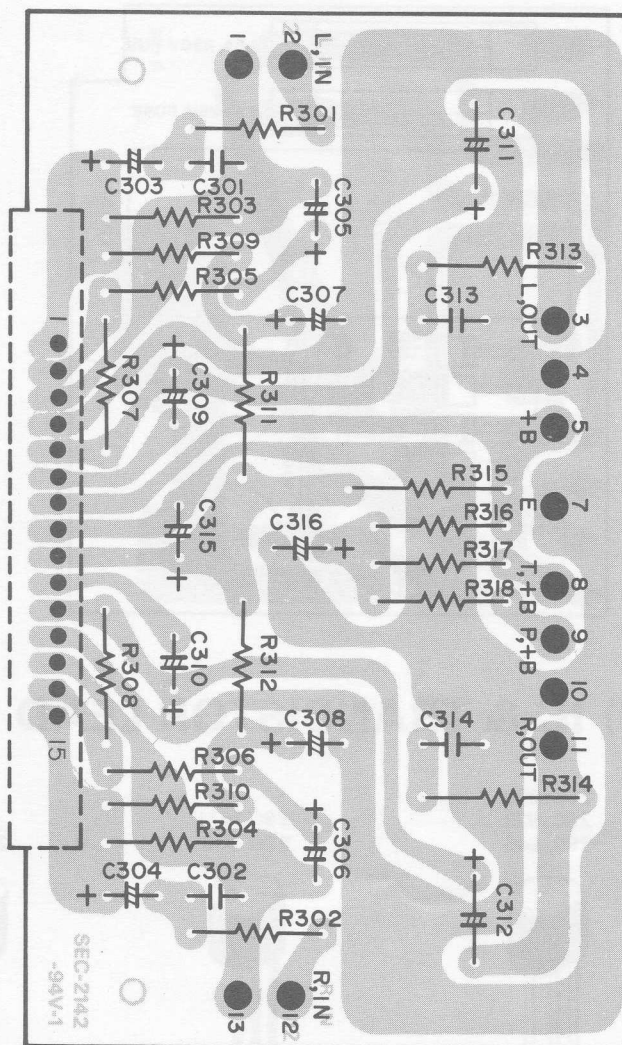 1
2
L,IN
R301
C311
C303
C301
R303
C305
R309
R305
R313
1
C307
C313
L,OUT
3
R307
C309
R311
4
+B
5
R315
E
7
C315
C316
R316
R317
T,+B
8
R318
R308
C310
R312
P,+B
9
10
15
C308
C314
R,OUT
11
R306
R310
R314
R304
C306
C304
C302
C312
R302
SEC-2142
-94V-1
13
12
R,IN